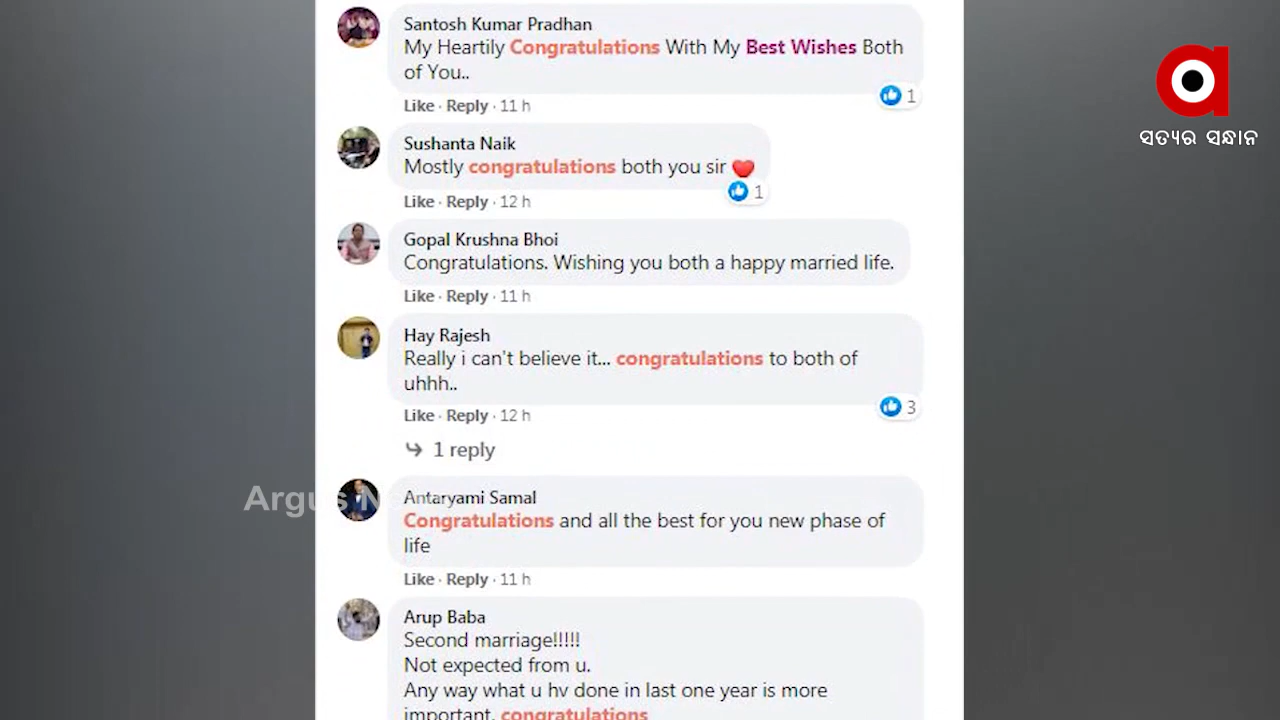 Santosh Kumar Pradhan
My Heartily Congratulations With My Best Wishes Both
of You..
Like · Reply · 11 h
1
ସତ୍ୟର ସନ୍ଧାନ
Sushanta Naik
Mostly congratulations both you sir ❤️
Like · Reply · 12 h
1
Gopal Krushna Bhoi
Congratulations. Wishing you both a happy married life.
Like · Reply · 11 h
Hay Rajesh
Really i can't believe it... congratulations to both of
uhhh..
Like · Reply · 12 h
3
1 reply
Argus
Antaryami Samal
Congratulations and all the best for you new phase of
life
Like · Reply · 11 h
Arup Baba
Second marriage!!!!!
Not expected from u.
Any way what u hv done in last one year is more
important, congratulations